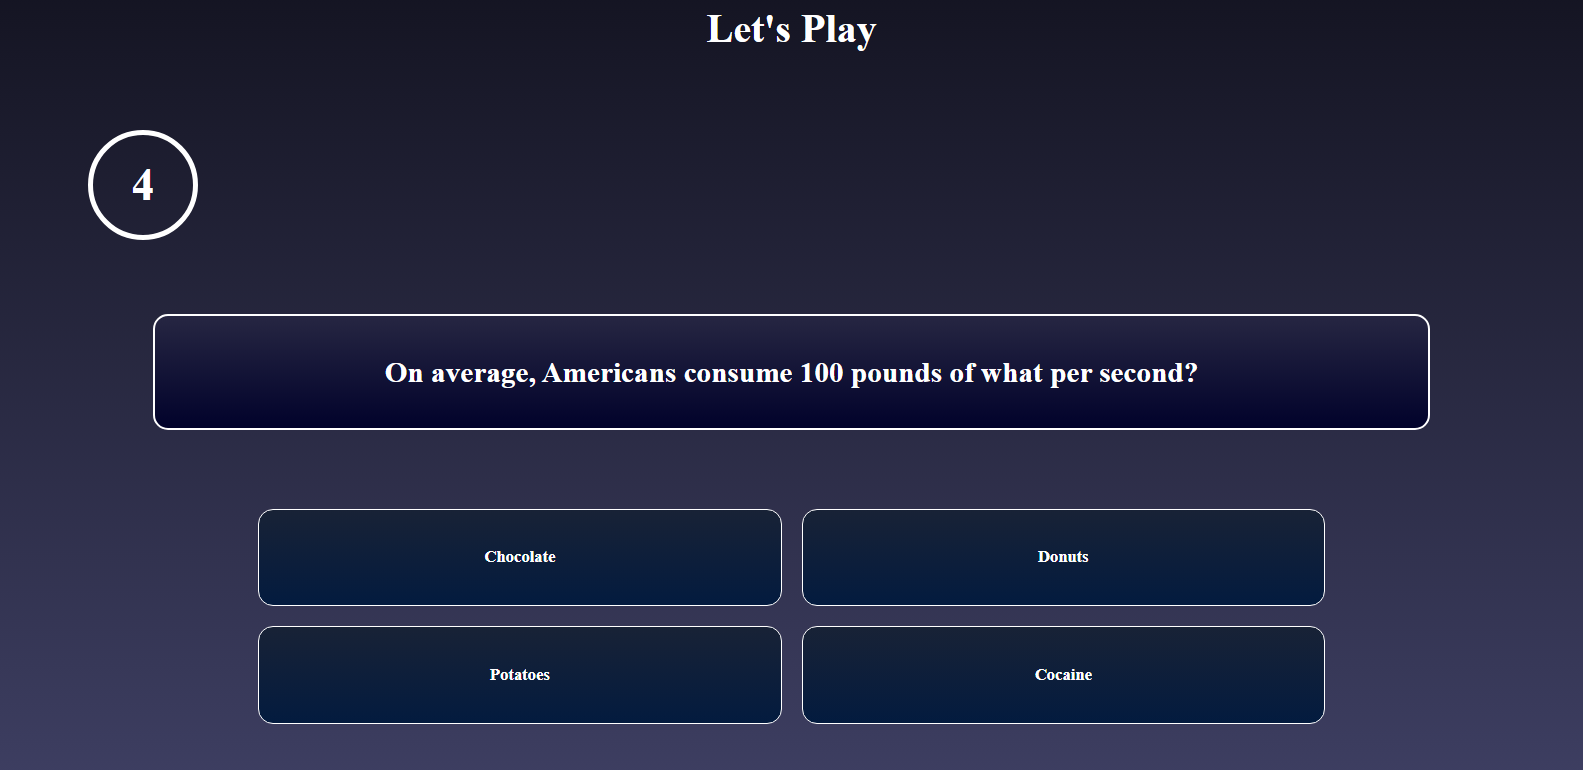 Let's Play
4
On average, Americans consume 100 pounds of what per second?
Chocolate
Donuts
Potatoes
Cocaine